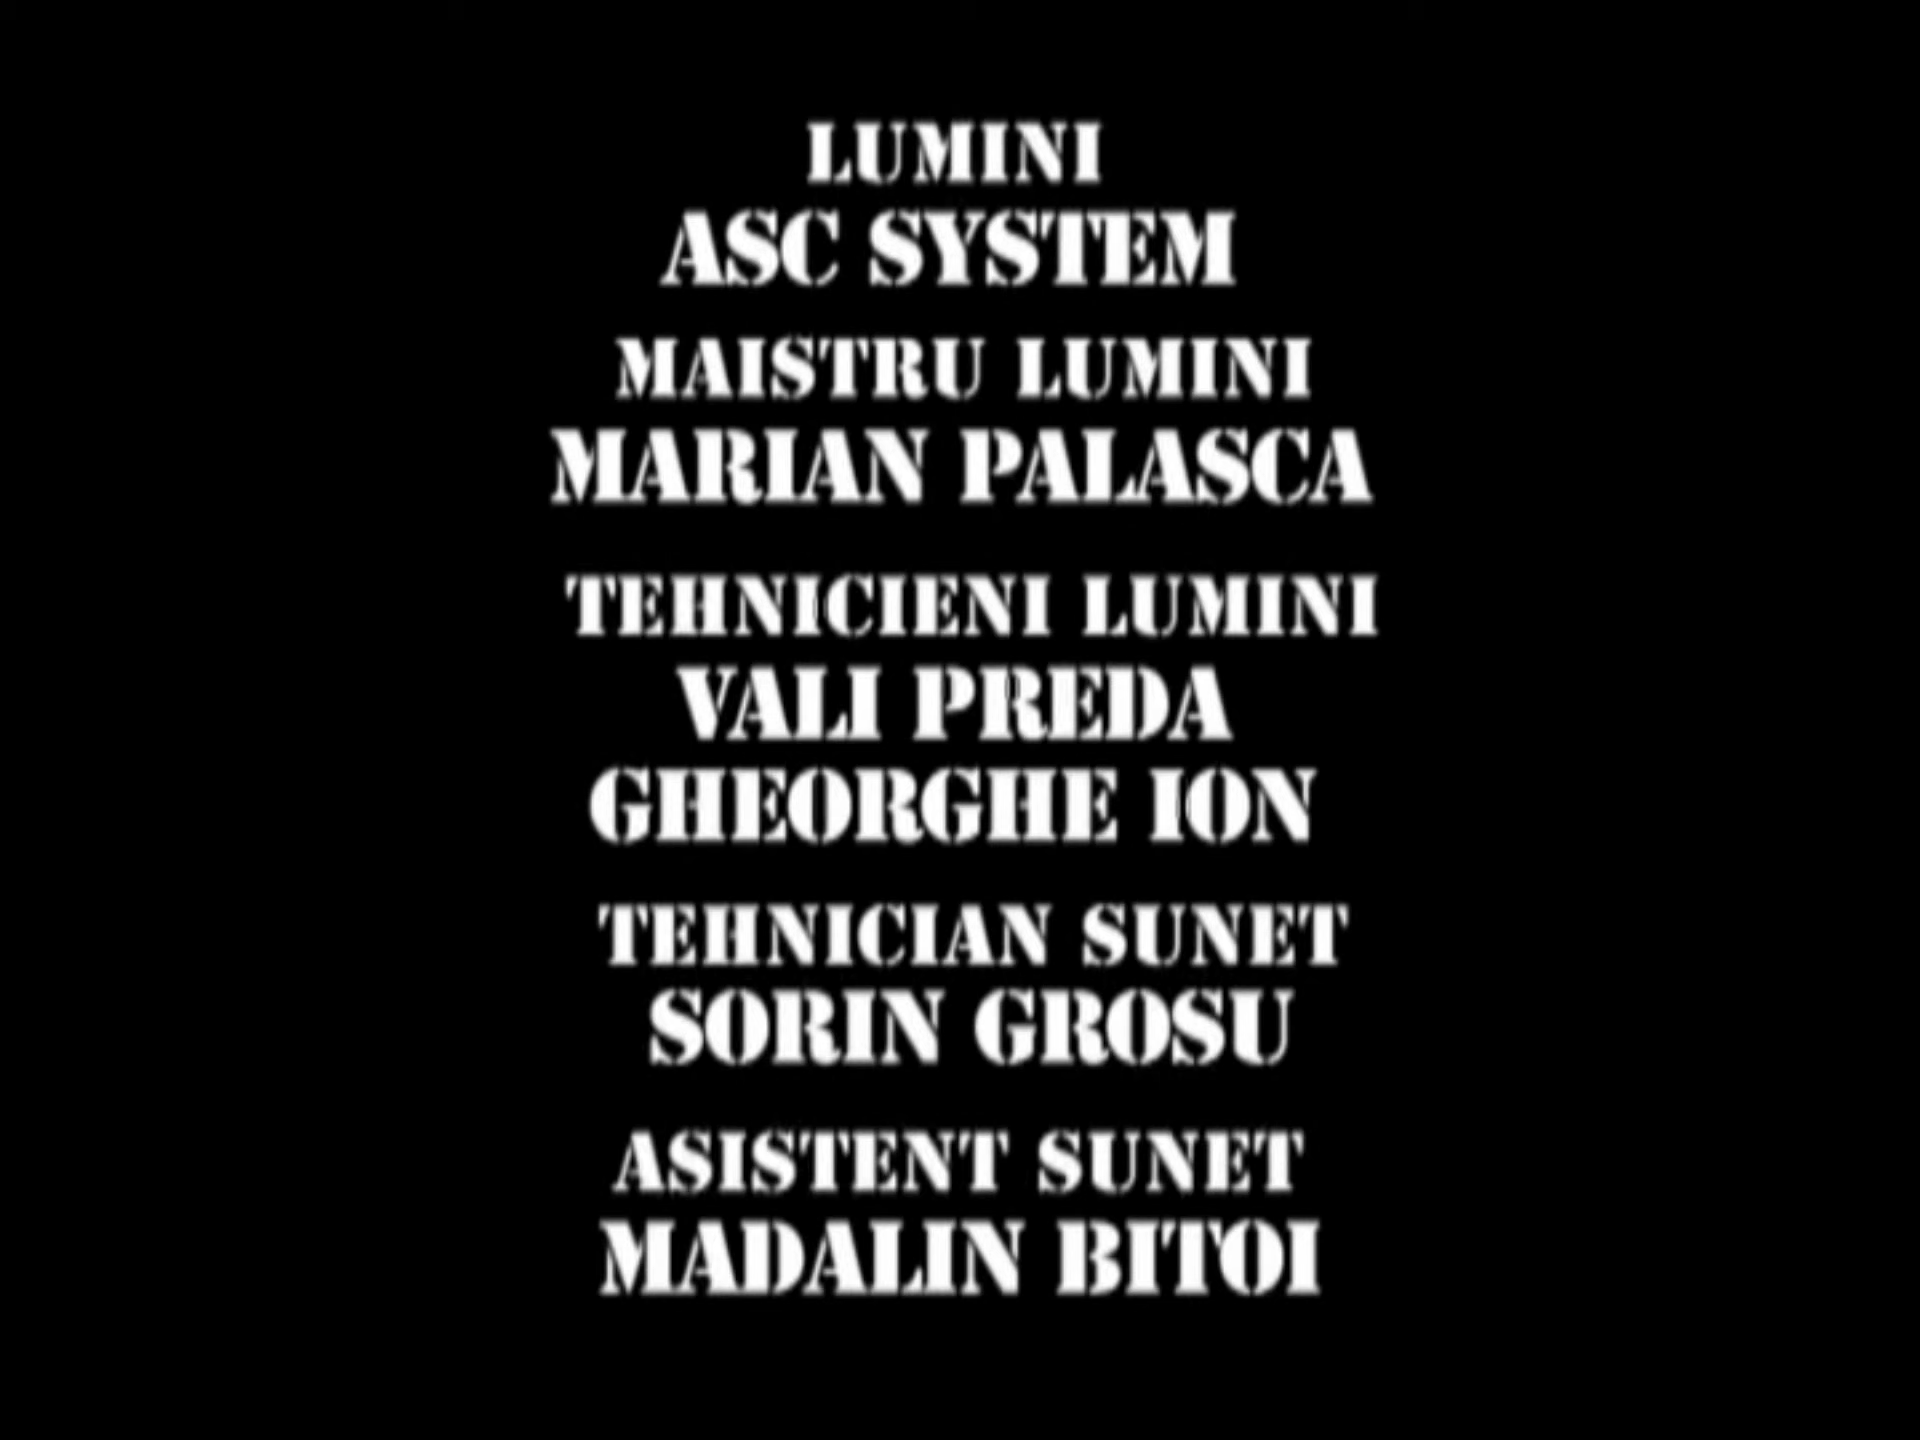 LUMINI
ASC SYSTEM
MAISTRU LUMINI
MARIAN PALASCA
TEHNICIENI LUMINI
VALI PREDA
GHEORGHE ION
TEHNICIAN SUNET
SORIN GROSU
ASISTENT SUNET
MADALIN BITOI